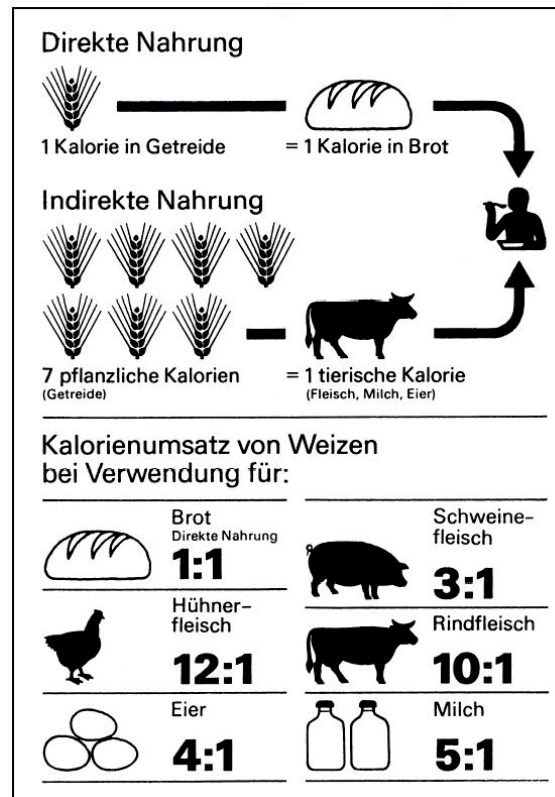 Direkte Nahrung
1 Kalorie in Getreide = 1 Kalorie in Brot
Indirekte Nahrung
7 pflanzliche Kalorien = 1 tierische Kalorie
(Getreide) (Fleisch, Milch, Eier)
Kalorienumsatz von Weizen
bei Verwendung für:
Brot
Direkte Nahrung
1:1
Schweine-
fleisch
3:1
Hühner-
fleisch
12:1
Rindfleisch
10:1
Eier
4:1
Milch
5:1